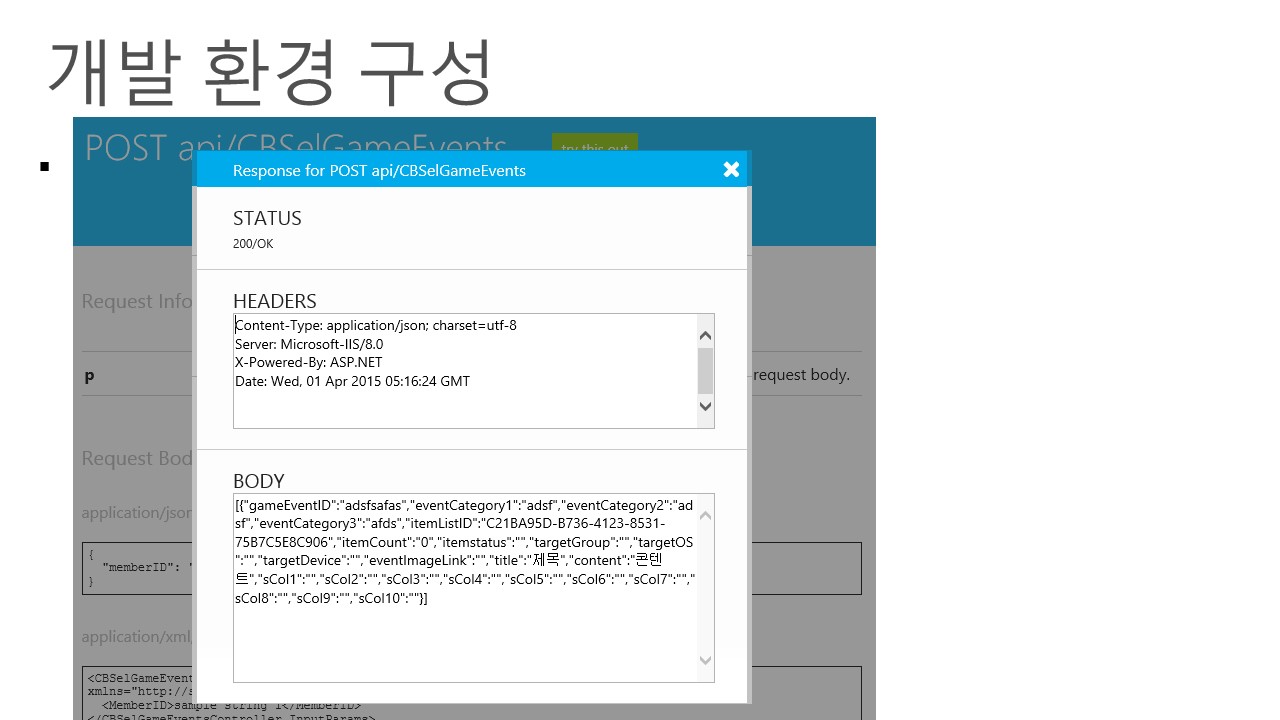 개발 환경 구성
POST api/CBSelGameEvents
try this out
Response for POST api/CBSelGameEvents
STATUS
200/OK
Request Info
HEADERS
Content-Type: application/json; charset=utf-8
Server: Microsoft-IIS/8.0
X-Powered-By: ASP.NET
Date: Wed, 01 Apr 2015 05:16:24 GMT
p
request body.
Request Bod
BODY
[{"gameEventID":"adsfsafas","eventCategory1":"adsf","eventCategory2":"ad
sf","eventCategory3":"afds","itemListID":"C21BA95D-B736-4123-8531-
75B7C5E8C906","itemCount":"0","itemstatus":"","targetGroup":"","targetOS
":"","targetDevice":"","eventImageLink":"","title":"제목","content":"콘텐
트","sCol1":"","sCol2":"","sCol3":"","sCol4":"","sCol5":"","sCol6":"","sCol7":"","
sCol8":"","sCol9":"","sCol10":""}]
application/json
{
"memberID": "
}
application/xml,
<CBSelGameEvent
xmlns="http://s
<MemberID>sample string 1</MemberID>
</CBSelGameEventsController.InputParams>